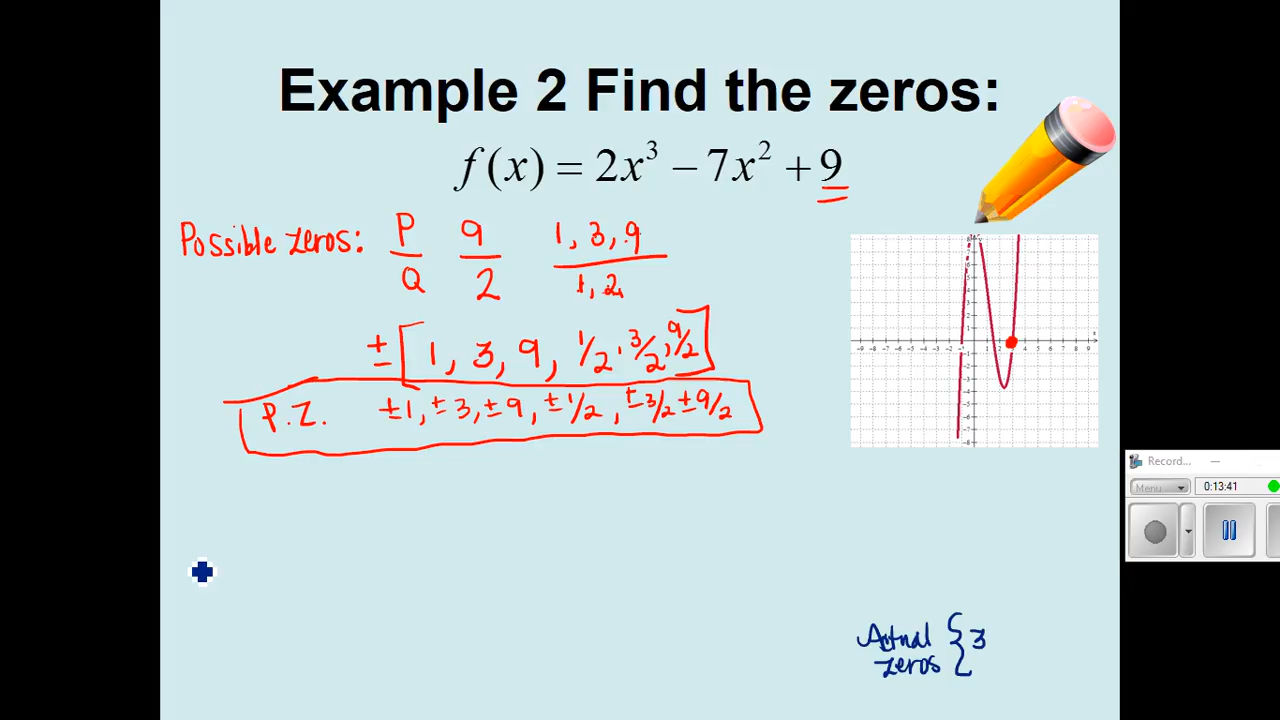 Example 2 Find the zeros:
f(x) = 2x³ − 7x² + 9
Possible zeros: P/Q 9/2 1, 3, 9 / 1, 2
± [1, 3, 9, 1/2, 3/2, 9/2]
P.Z. ±1, ±3, ±9, ±1/2, ±3/2 ±9/2
Record...
Menu
0:13:41
Actual { 3
zeros